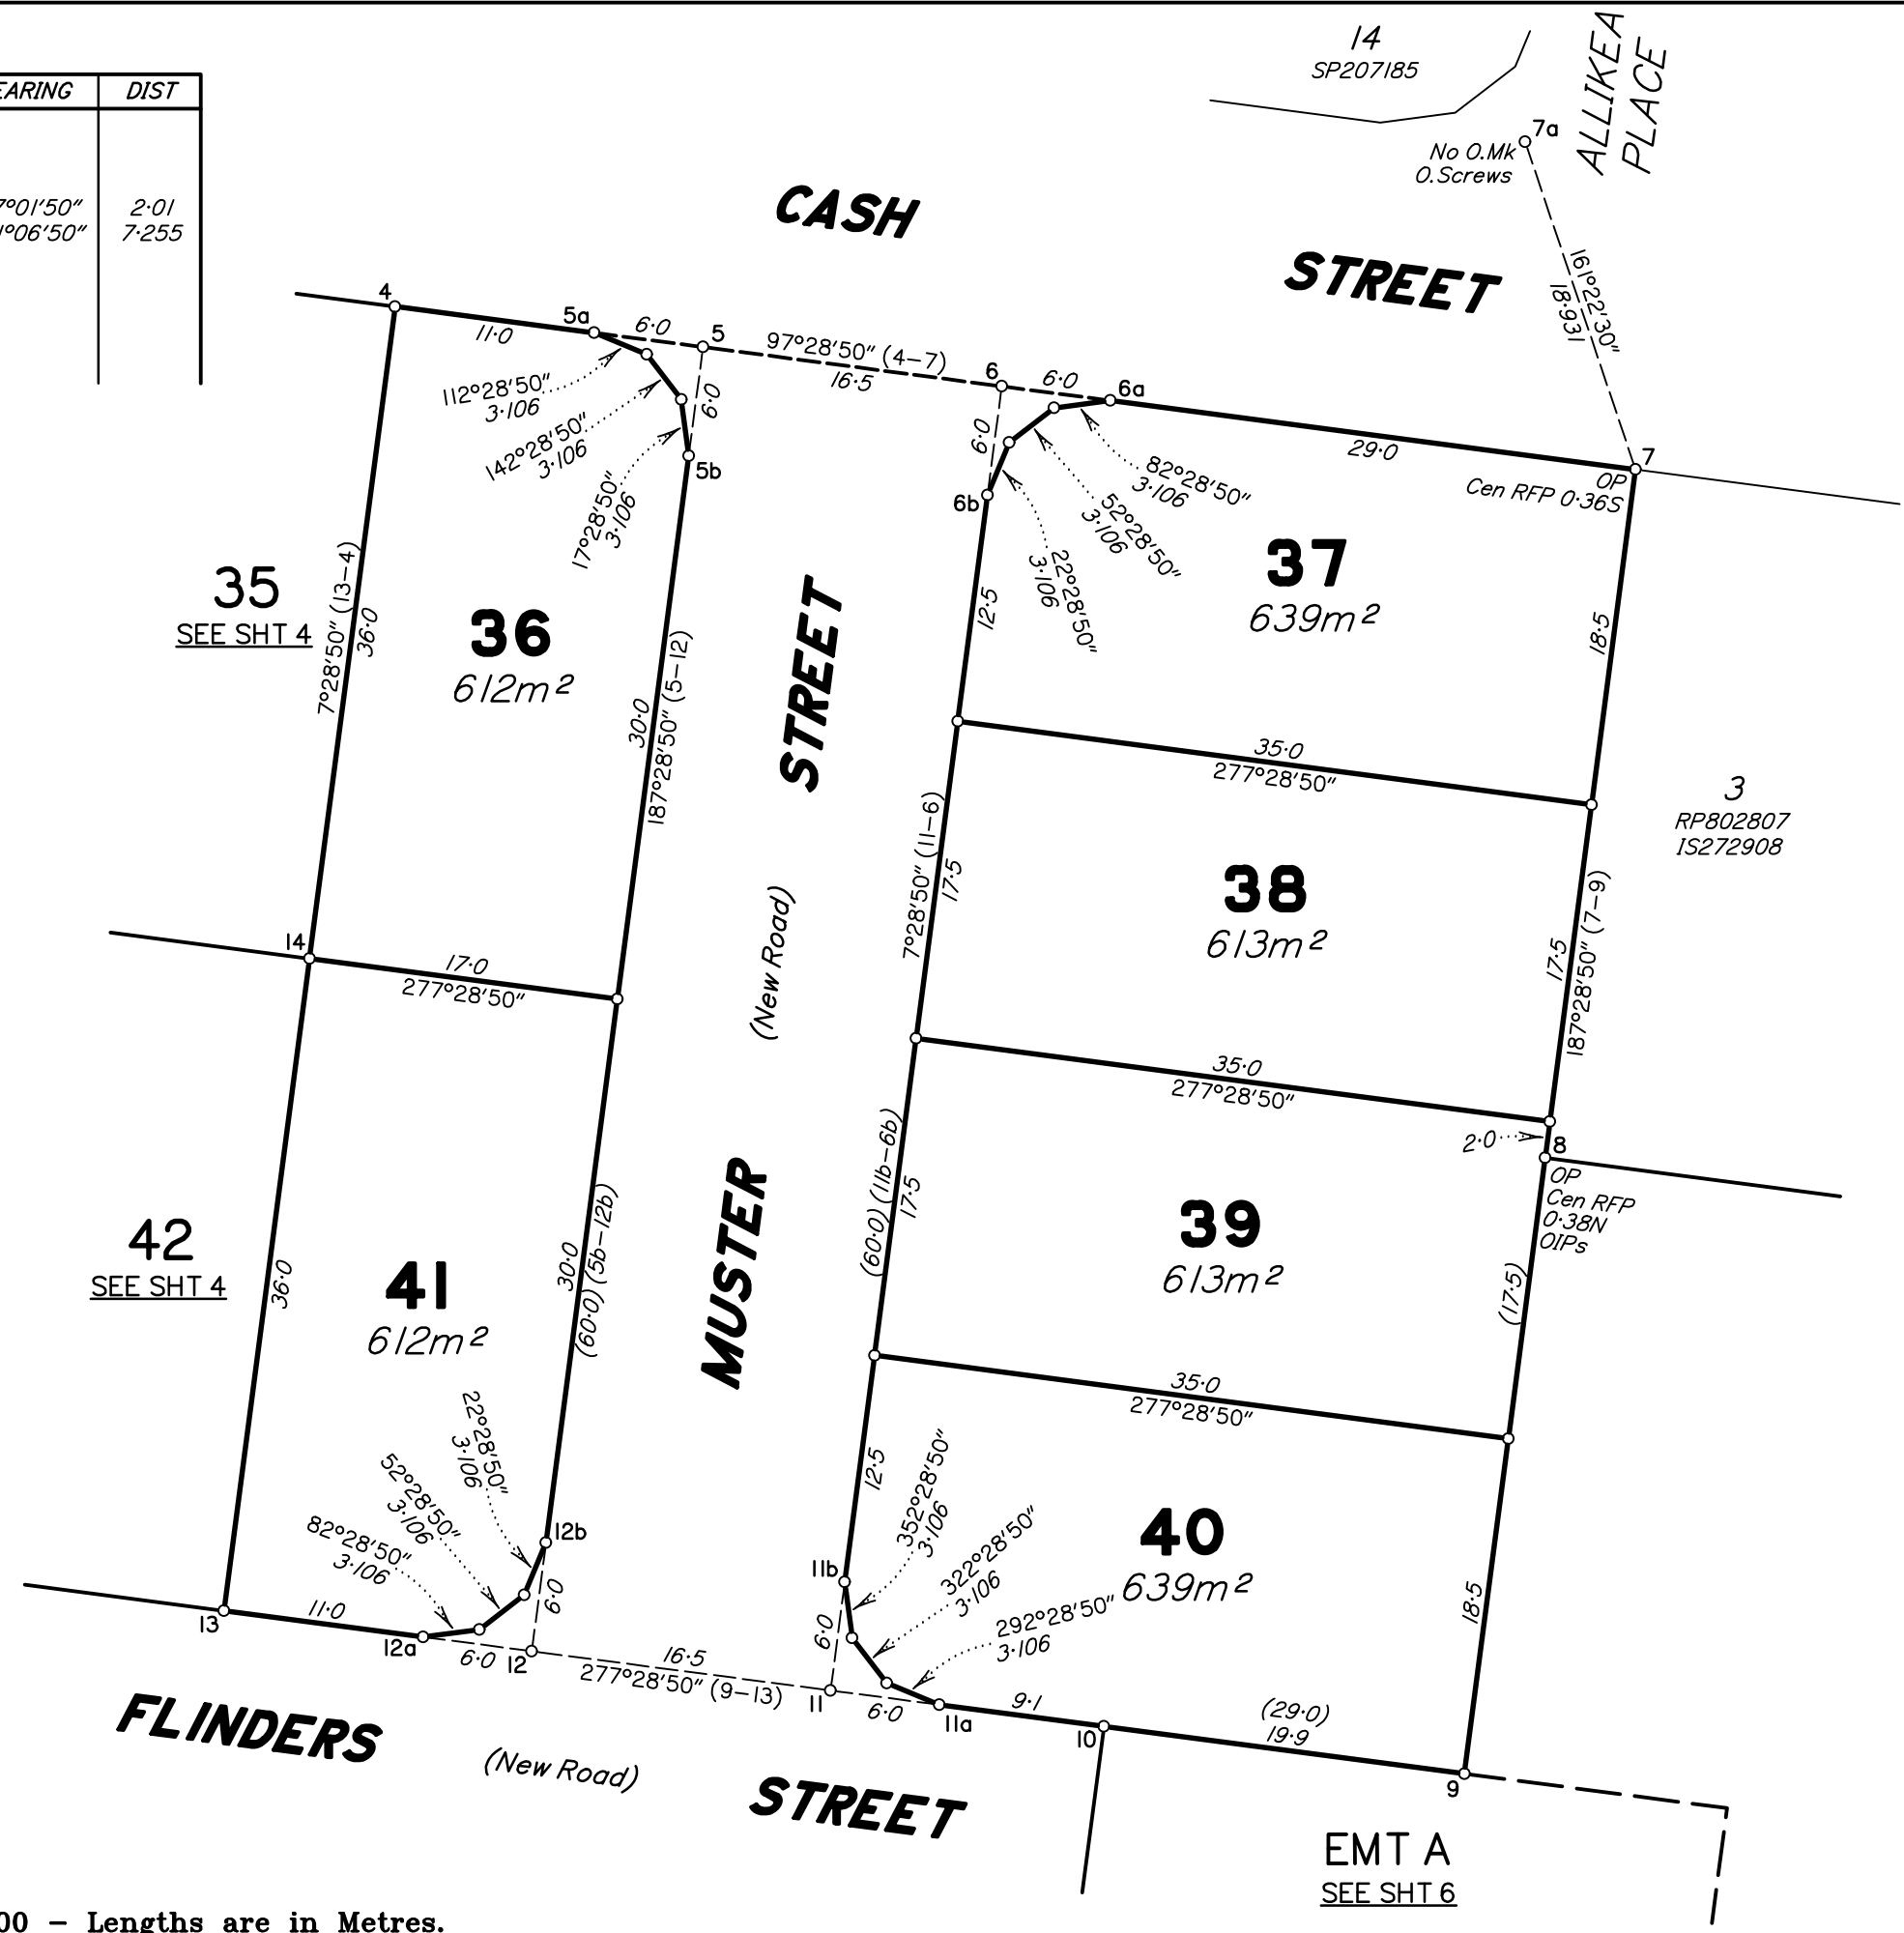 EARING DIST
7°01'50" 2·01
1°06'50" 7·255
14
SP207185
ALLIKEA
PLACE
7a
No O.Mk
O.Screws
161°22'30"
18·931
CASH
STREET
4
11·0
5a
6·0
5
97°28'50" (4–7)
16·5
6
6·0
6a
29·0
7
OP
Cen RFP 0·36S
112°28'50"
3·106
142°28'50"
3·106
17°28'50"
3·106
6·0
5b
6·0
6b
82°28'50"
3·106
52°28'50"
3·106
22°28'50"
3·106
35
SEE SHT 4
7°28'50" (13–4)
36·0
36
612m²
30·0
187°28'50" (5–12)
STREET
12·5
37
639m²
18·5
35·0
277°28'50"
3
RP802807
IS272908
7°28'50" (11–6)
17·5
38
613m²
17·5
187°28'50" (7–9)
14
17·0
277°28'50"
(New Road)
35·0
277°28'50"
2·0
8
OP
Cen RFP
0·38N
OIPs
42
SEE SHT 4
36·0
41
612m²
30·0
(60·0) (5b–12b)
MUSTER
(60·0) (11b–6b)
17·5
39
613m²
(17·5)
35·0
277°28'50"
22°28'50"
3·106
52°28'50"
3·106
82°28'50"
3·106
12b
6·0
12·5
352°28'50"
3·106
322°28'50"
3·106
292°28'50"
3·106
11b
6·0
40
639m²
18·5
13
11·0
12a
6·0
12
16·5
277°28'50" (9–13)
11
6·0
11a
9·1
10
(29·0)
19·9
9
FLINDERS
(New Road)
STREET
EMT A
SEE SHT 6
00 – Lengths are in Metres.